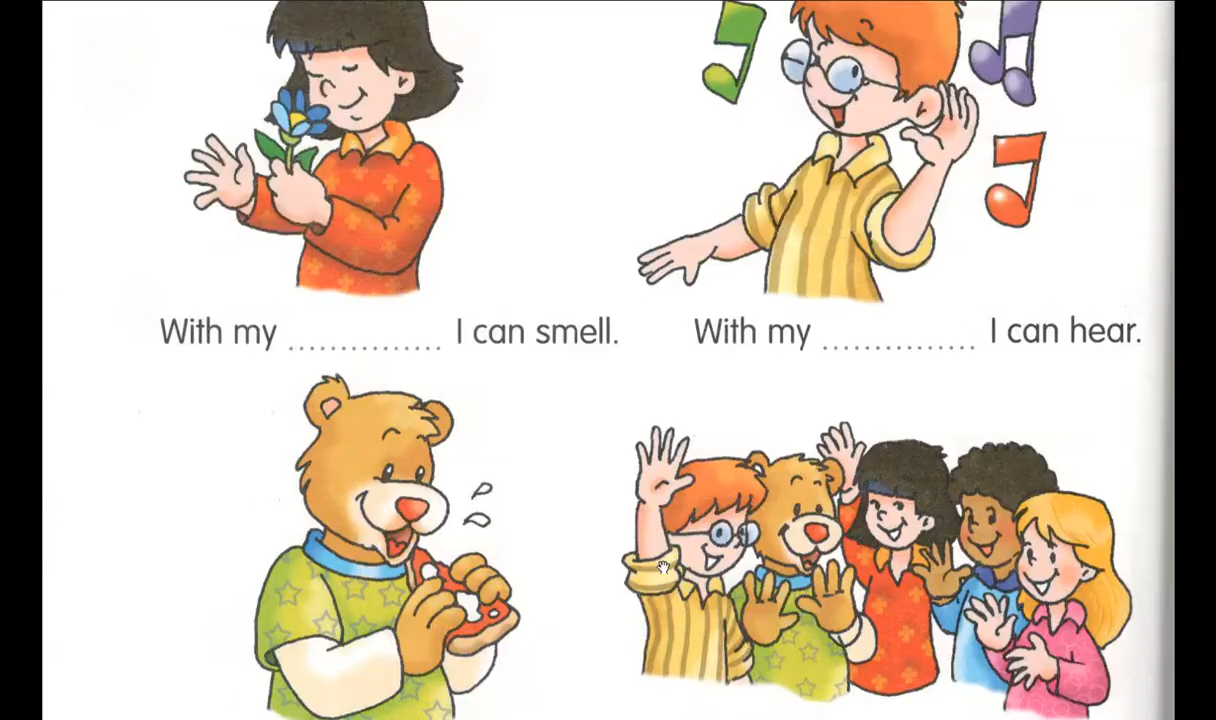 With my ............... I can smell.
With my ............... I can hear.